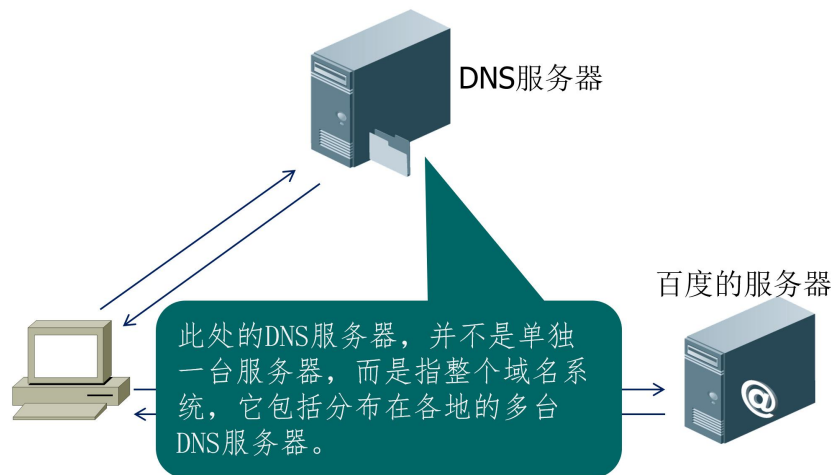 DNS服务器
百度的服务器
此处的DNS服务器，并不是单独
一台服务器，而是指整个域名系
统，它包括分布在各地的多台
DNS服务器。
@